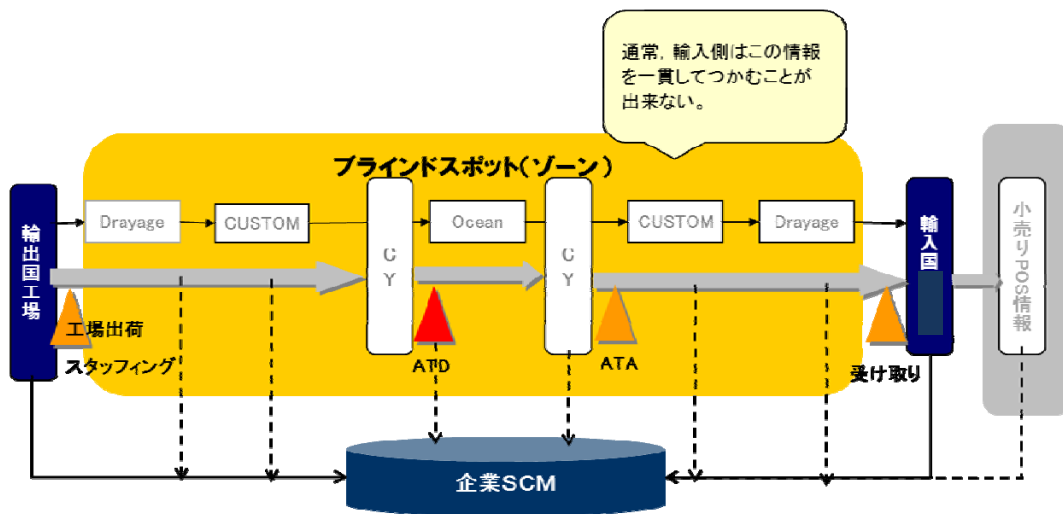 通常，輸入側はこの情報
を一貫してつかむことが
出来ない。
ブラインドスポット(ゾーン)
輸出国工場
Drayage
CUSTOM
CY
Ocean
CY
CUSTOM
Drayage
輸入国
小売りPOS情報
工場出荷
スタッフィング
ATD
ATA
受け取り
企業SCM